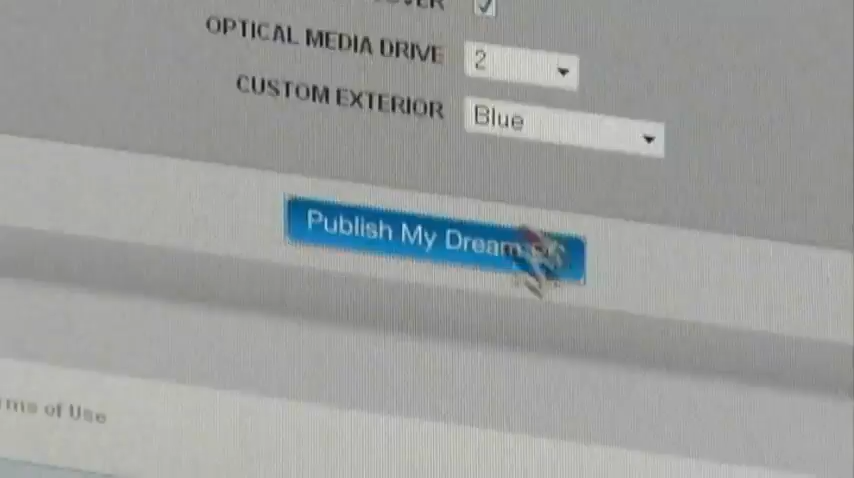 OPTICAL MEDIA DRIVE
2
CUSTOM EXTERIOR
Blue
Publish My Dream
of Use